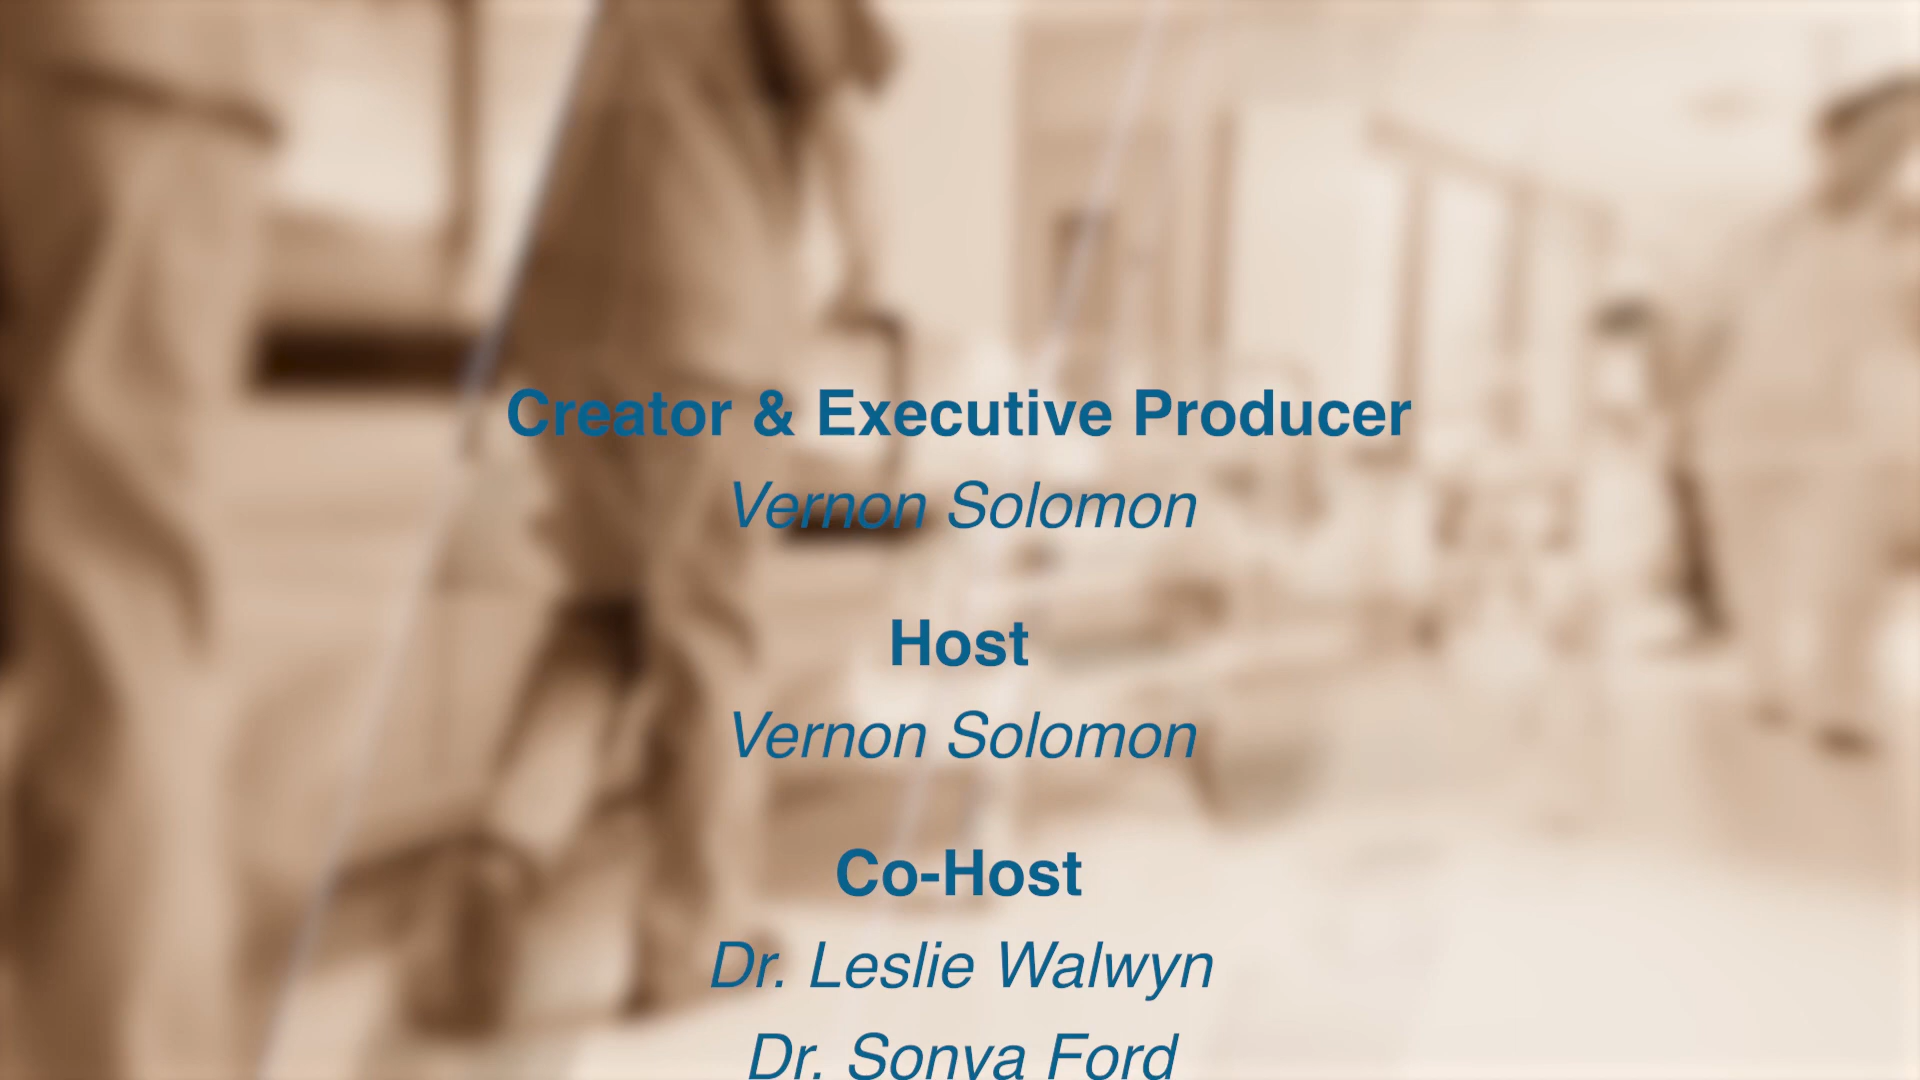 Creator & Executive Producer
Vernon Solomon
Host
Vernon Solomon
Co-Host
Dr. Leslie Walwyn
Dr. Sonya Ford